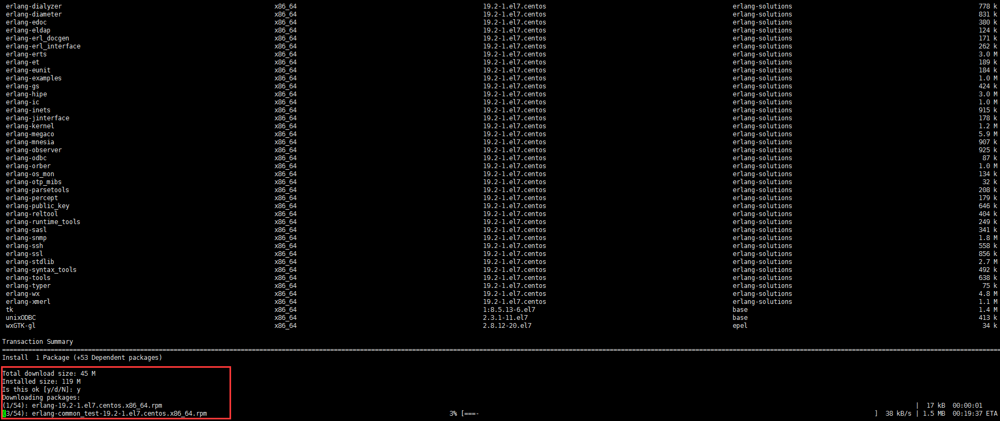 erlang-dialyzer x86_64 19.2-1.el7.centos erlang-solutions 778 k
erlang-diameter x86_64 19.2-1.el7.centos erlang-solutions 831 k
erlang-edoc x86_64 19.2-1.el7.centos erlang-solutions 380 k
erlang-eldap x86_64 19.2-1.el7.centos erlang-solutions 124 k
erlang-erl_docgen x86_64 19.2-1.el7.centos erlang-solutions 171 k
erlang-erl_interface x86_64 19.2-1.el7.centos erlang-solutions 262 k
erlang-erts x86_64 19.2-1.el7.centos erlang-solutions 3.0 M
erlang-et x86_64 19.2-1.el7.centos erlang-solutions 189 k
erlang-eunit x86_64 19.2-1.el7.centos erlang-solutions 184 k
erlang-examples x86_64 19.2-1.el7.centos erlang-solutions 1.0 M
erlang-gs x86_64 19.2-1.el7.centos erlang-solutions 424 k
erlang-hipe x86_64 19.2-1.el7.centos erlang-solutions 3.0 M
erlang-ic x86_64 19.2-1.el7.centos erlang-solutions 1.0 M
erlang-inets x86_64 19.2-1.el7.centos erlang-solutions 915 k
erlang-jinterface x86_64 19.2-1.el7.centos erlang-solutions 178 k
erlang-kernel x86_64 19.2-1.el7.centos erlang-solutions 1.2 M
erlang-megaco x86_64 19.2-1.el7.centos erlang-solutions 5.9 M
erlang-mnesia x86_64 19.2-1.el7.centos erlang-solutions 907 k
erlang-observer x86_64 19.2-1.el7.centos erlang-solutions 925 k
erlang-odbc x86_64 19.2-1.el7.centos erlang-solutions 87 k
erlang-orber x86_64 19.2-1.el7.centos erlang-solutions 1.0 M
erlang-os_mon x86_64 19.2-1.el7.centos erlang-solutions 134 k
erlang-otp_mibs x86_64 19.2-1.el7.centos erlang-solutions 32 k
erlang-parsetools x86_64 19.2-1.el7.centos erlang-solutions 208 k
erlang-percept x86_64 19.2-1.el7.centos erlang-solutions 179 k
erlang-public_key x86_64 19.2-1.el7.centos erlang-solutions 646 k
erlang-reltool x86_64 19.2-1.el7.centos erlang-solutions 404 k
erlang-runtime_tools x86_64 19.2-1.el7.centos erlang-solutions 249 k
erlang-sasl x86_64 19.2-1.el7.centos erlang-solutions 341 k
erlang-snmp x86_64 19.2-1.el7.centos erlang-solutions 1.8 M
erlang-ssh x86_64 19.2-1.el7.centos erlang-solutions 558 k
erlang-ssl x86_64 19.2-1.el7.centos erlang-solutions 856 k
erlang-stdlib x86_64 19.2-1.el7.centos erlang-solutions 2.7 M
erlang-syntax_tools x86_64 19.2-1.el7.centos erlang-solutions 492 k
erlang-tools x86_64 19.2-1.el7.centos erlang-solutions 638 k
erlang-typer x86_64 19.2-1.el7.centos erlang-solutions 75 k
erlang-wx x86_64 19.2-1.el7.centos erlang-solutions 4.8 M
erlang-xmerl x86_64 19.2-1.el7.centos erlang-solutions 1.1 M
tk x86_64 1:8.5.13-6.el7 base 1.4 M
unixODBC x86_64 2.3.1-11.el7 base 413 k
wxGTK-gl x86_64 2.8.12-20.el7 epel 34 k
Transaction Summary
Install 1 Package (+53 Dependent packages)
Total download size: 45 M
Installed size: 119 M
Is this ok [y/d/N]: y
Downloading packages:
(1/54): erlang-19.2-1.el7.centos.x86_64.rpm | 17 kB 00:00:01
(3/54): erlang-common_test-19.2-1.el7.centos.x86_64.rpm 3% [===- ] 38 kB/s | 1.5 MB 00:19:37 ETA